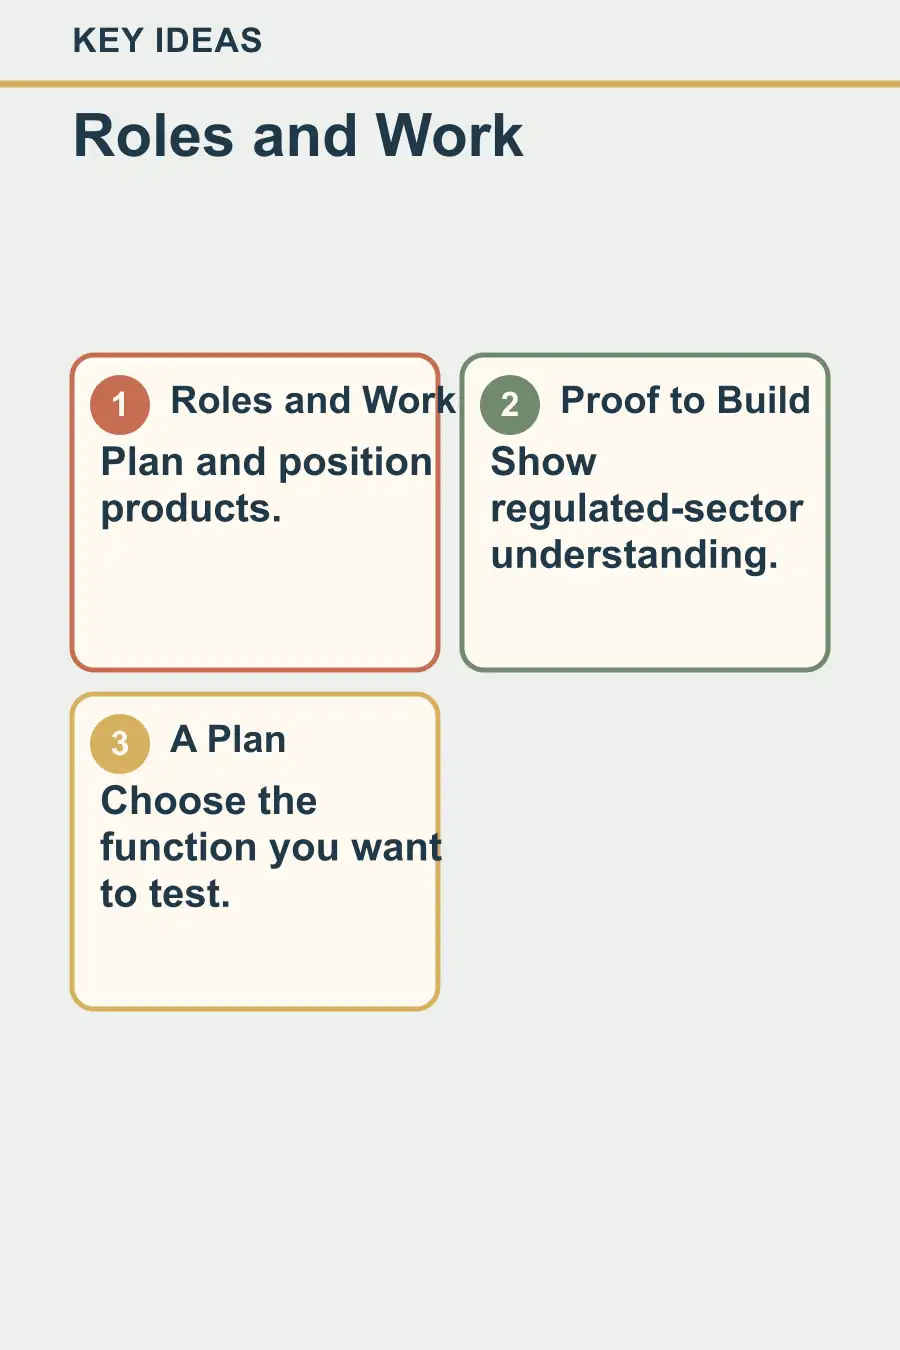 KEY IDEAS
Roles and Work
1 Roles and Work
Plan and position
products.
2 Proof to Build
Show
regulated-sector
understanding.
3 A Plan
Choose the
function you want
to test.